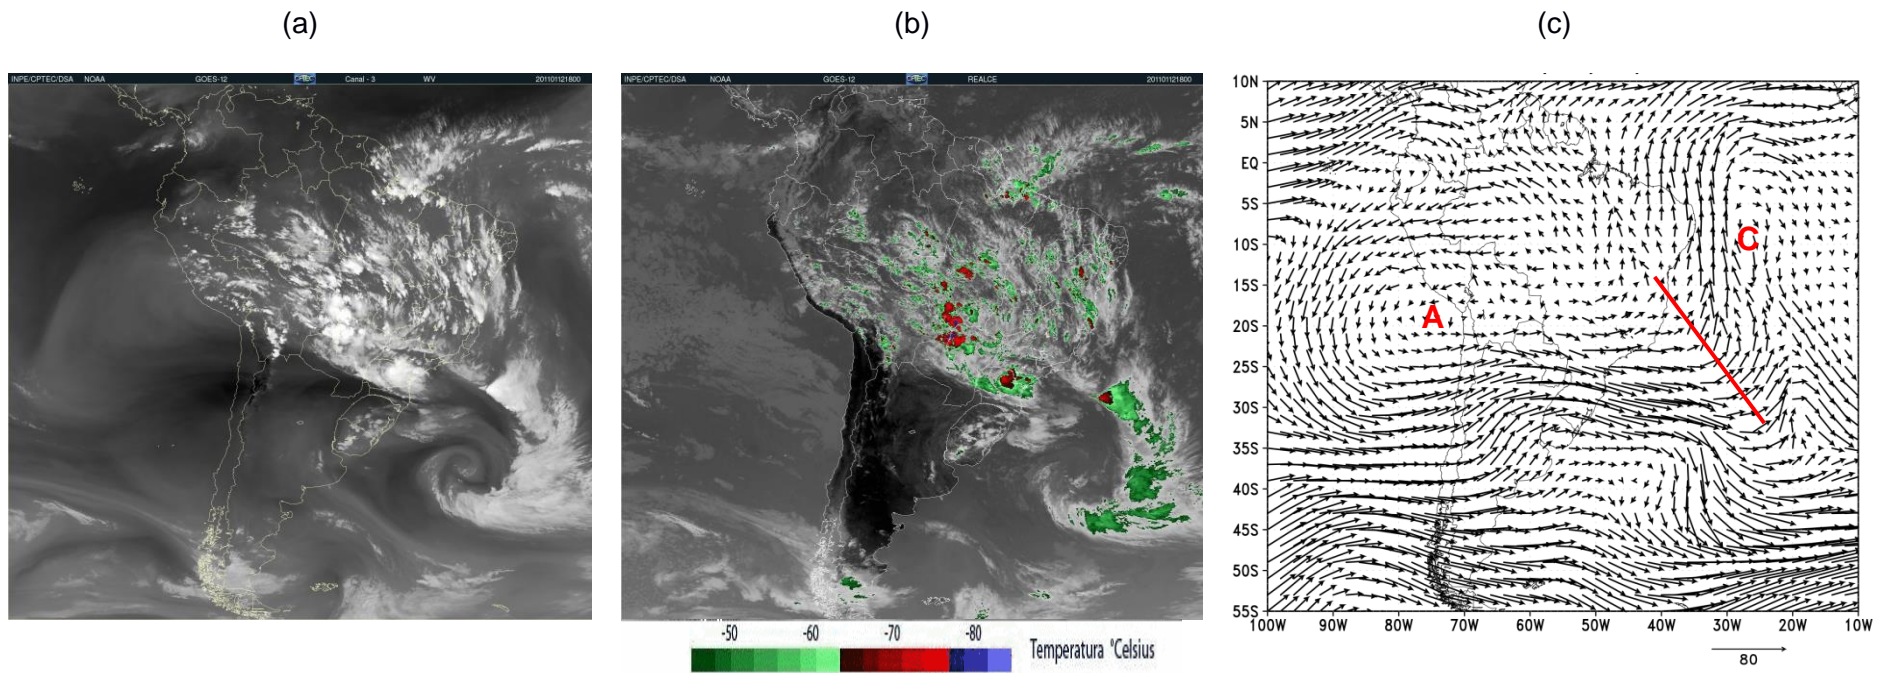 (a)
(b)
(c)
INPE/CPTEC/DSA NOAA GOES-12 CPTEC Canal - 3 WV 201101121800
INPE/CPTEC/DSA NOAA GOES-12 CPTEC REALCE 201101121800
10N
5N
EQ
5S
10S
15S
20S
25S
30S
35S
40S
45S
50S
55S
C
A
100W 90W 80W 70W 60W 50W 40W 30W 20W 10W
80
-50 -60 -70 -80
Temperatura °Celsius